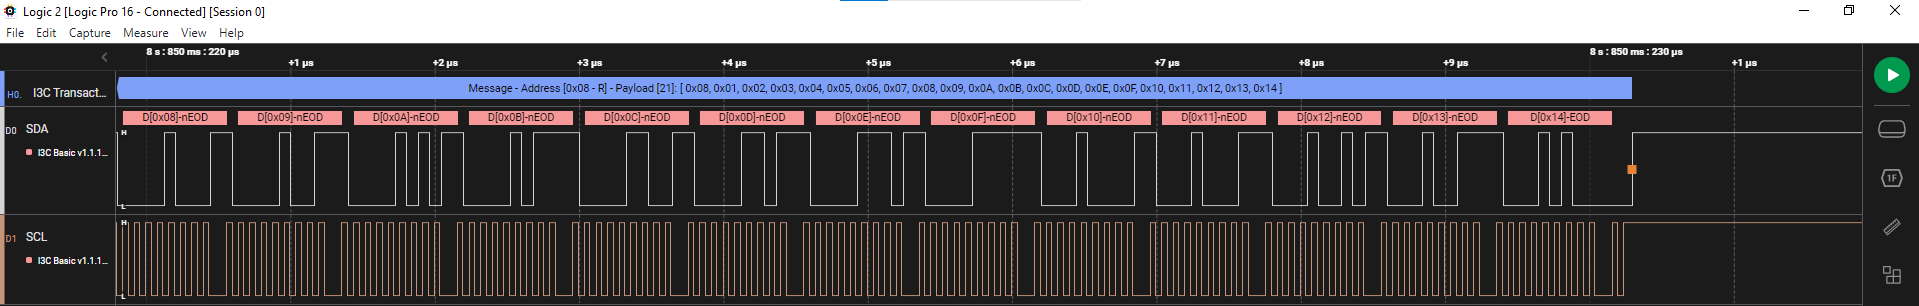 Logic 2 [Logic Pro 16 - Connected] [Session 0]
File Edit Capture Measure View Help
8 s : 850 ms : 220 µs 8 s : 850 ms : 230 µs
+1 µs +2 µs +3 µs +4 µs +5 µs +6 µs +7 µs +8 µs +9 µs +1 µs
H0. I3C Transact... Message - Address [0x08 - R] - Payload [21]: [ 0x08, 0x01, 0x02, 0x03, 0x04, 0x05, 0x06, 0x07, 0x08, 0x09, 0x0A, 0x0B, 0x0C, 0x0D, 0x0E, 0x0F, 0x10, 0x11, 0x12, 0x13, 0x14 ]
D[0x08]-nEOD D[0x09]-nEOD D[0x0A]-nEOD D[0x0B]-nEOD D[0x0C]-nEOD D[0x0D]-nEOD D[0x0E]-nEOD D[0x0F]-nEOD D[0x10]-nEOD D[0x11]-nEOD D[0x12]-nEOD D[0x13]-nEOD D[0x14]-EOD
D0 SDA H
I3C Basic v1.1.1...
L
D1 SCL H
I3C Basic v1.1.1...
L
1F